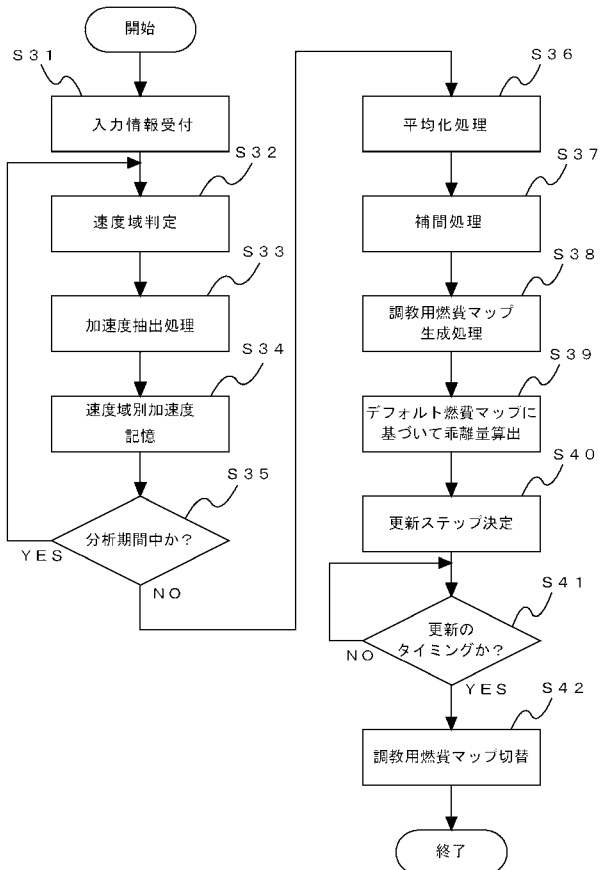 開始
Ｓ３１
入力情報受付
Ｓ３２
速度域判定
Ｓ３３
加速度抽出処理
Ｓ３４
速度域別加速度
記憶
Ｓ３５
分析期間中か？
ＹＥＳ
ＮＯ
Ｓ３６
平均化処理
Ｓ３７
補間処理
Ｓ３８
調教用燃費マップ
生成処理
Ｓ３９
デフォルト燃費マップに
基づいて乖離量算出
Ｓ４０
更新ステップ決定
Ｓ４１
更新の
タイミングか？
ＮＯ
ＹＥＳ
Ｓ４２
調教用燃費マップ切替
終了